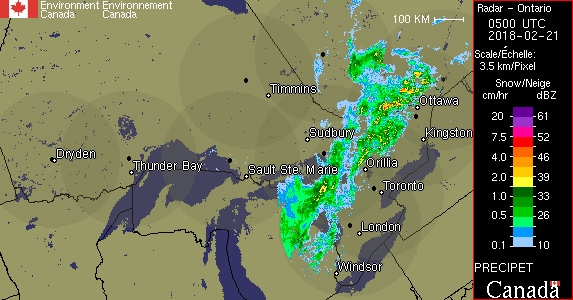 Environment Environnement
Canada Canada
100 KM
Timmins
Ottawa
Sudbury
Kingston
Dryden
Thunder Bay
Sault Ste. Marie
Orillia
Toronto
London
Windsor
Radar - Ontario
0500 UTC
2018-02-21
Scale/Échelle:
3.5 km/Pixel
Snow/Neige
cm/hr dBZ
20 61
7.5 52
4.0 46
2.0 39
1.0 33
0.5 26
0.1 10
PRECIPET
Canada